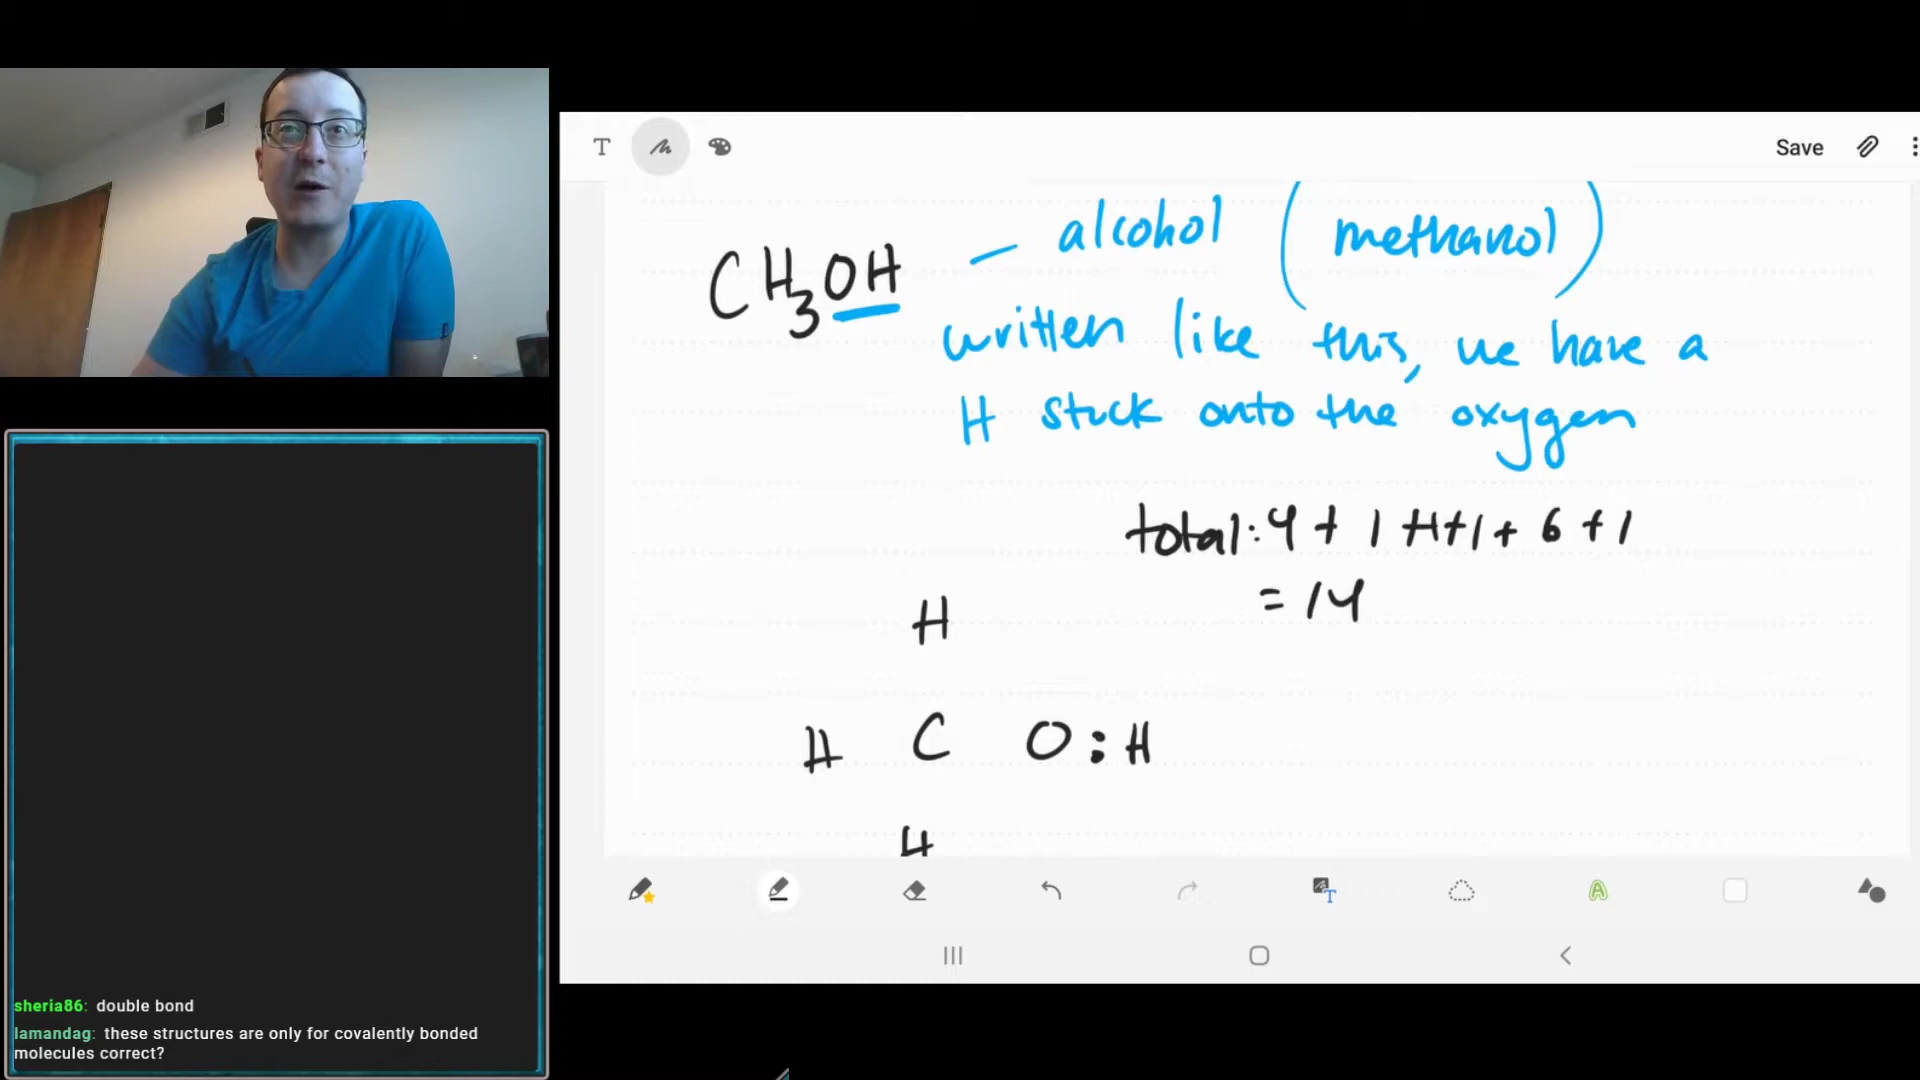 T
Save
CH3OH – alcohol (methanol)
written like this, we have a
H stuck onto the oxygen
total: 4 + 1 +1+1 + 6 + 1
= 14
H
H C O : H
H
T
A
sheria86: double bond
lamandag: these structures are only for covalently bonded
molecules correct?